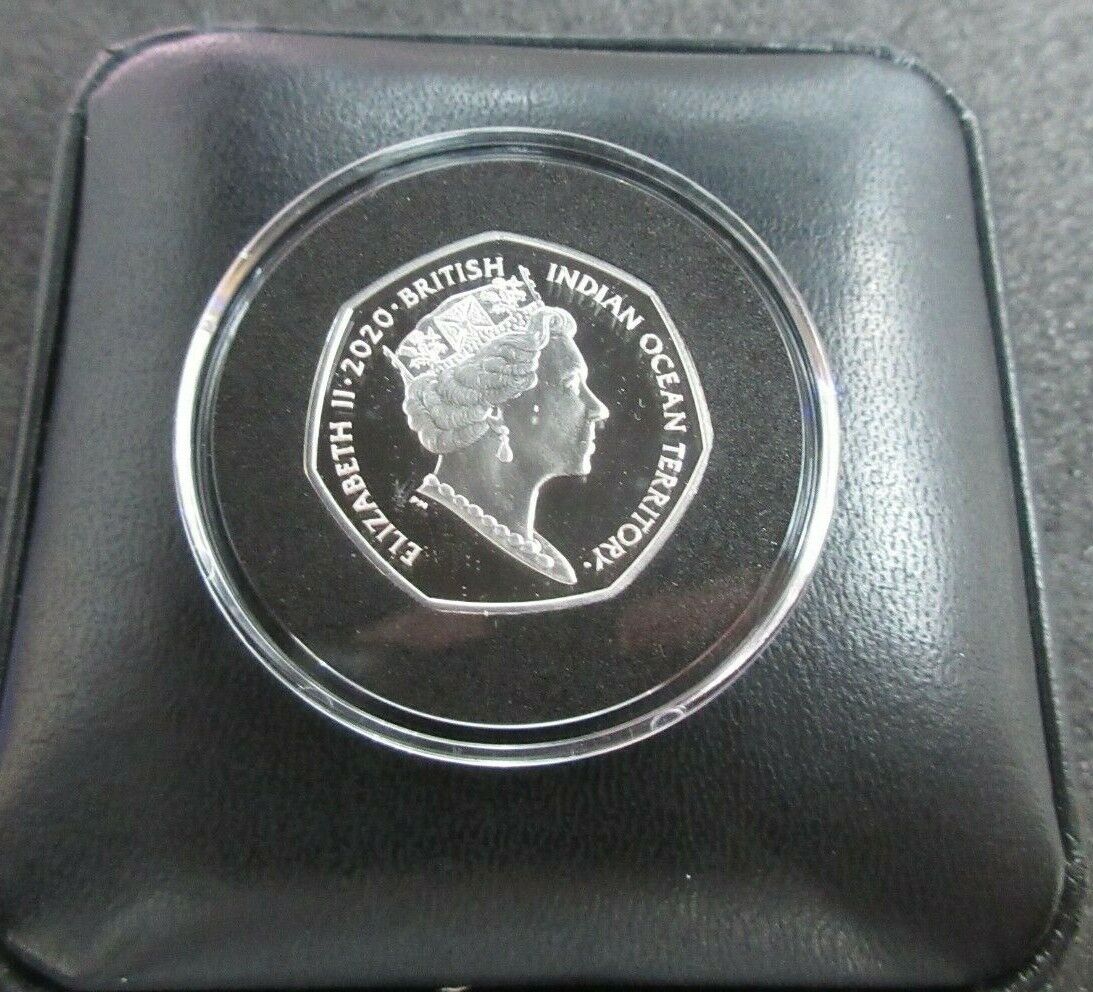 ELIZABETH II · 2020 · BRITISH INDIAN OCEAN TERRITORY ·